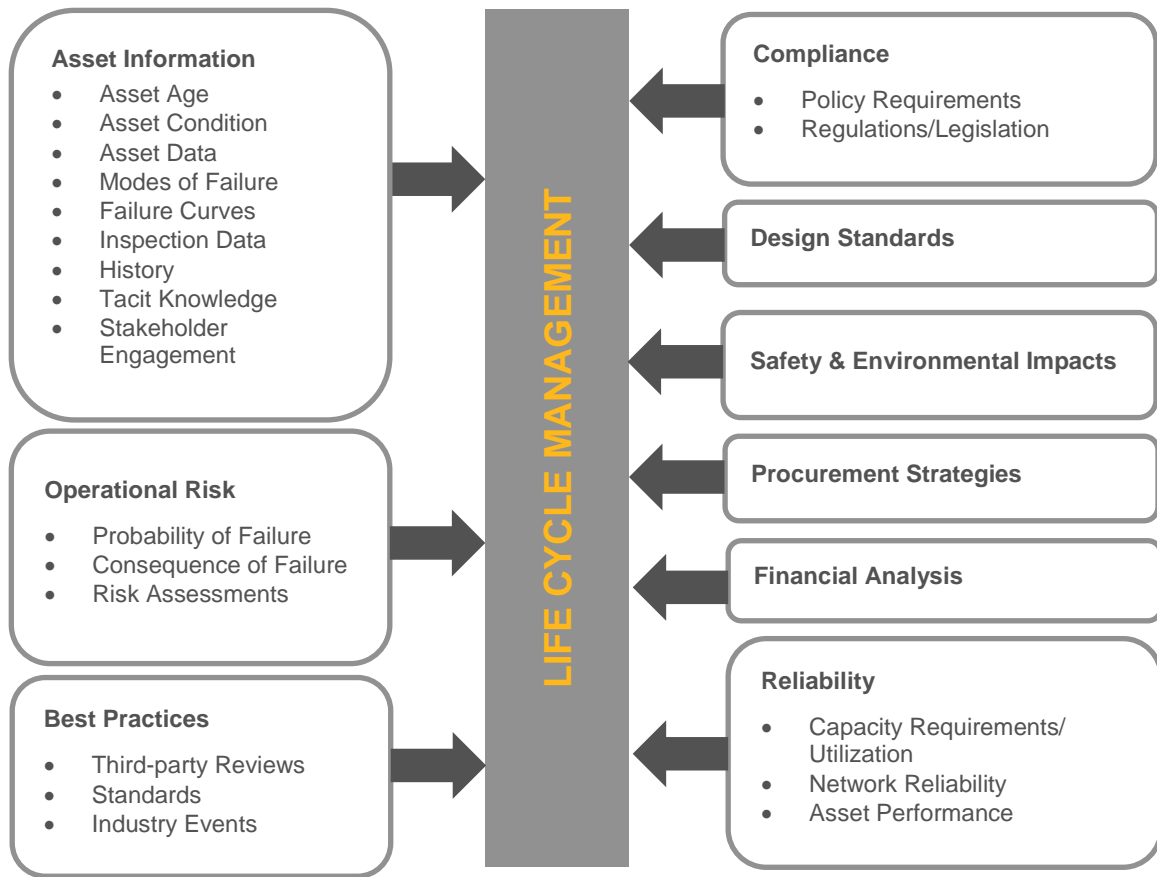 Asset Information
• Asset Age
• Asset Condition
• Asset Data
• Modes of Failure
• Failure Curves
• Inspection Data
• History
• Tacit Knowledge
• Stakeholder
Engagement
Operational Risk
• Probability of Failure
• Consequence of Failure
• Risk Assessments
Best Practices
• Third-party Reviews
• Standards
• Industry Events
LIFE CYCLE MANAGEMENT
Compliance
• Policy Requirements
• Regulations/Legislation
Design Standards
Safety & Environmental Impacts
Procurement Strategies
Financial Analysis
Reliability
• Capacity Requirements/
Utilization
• Network Reliability
• Asset Performance